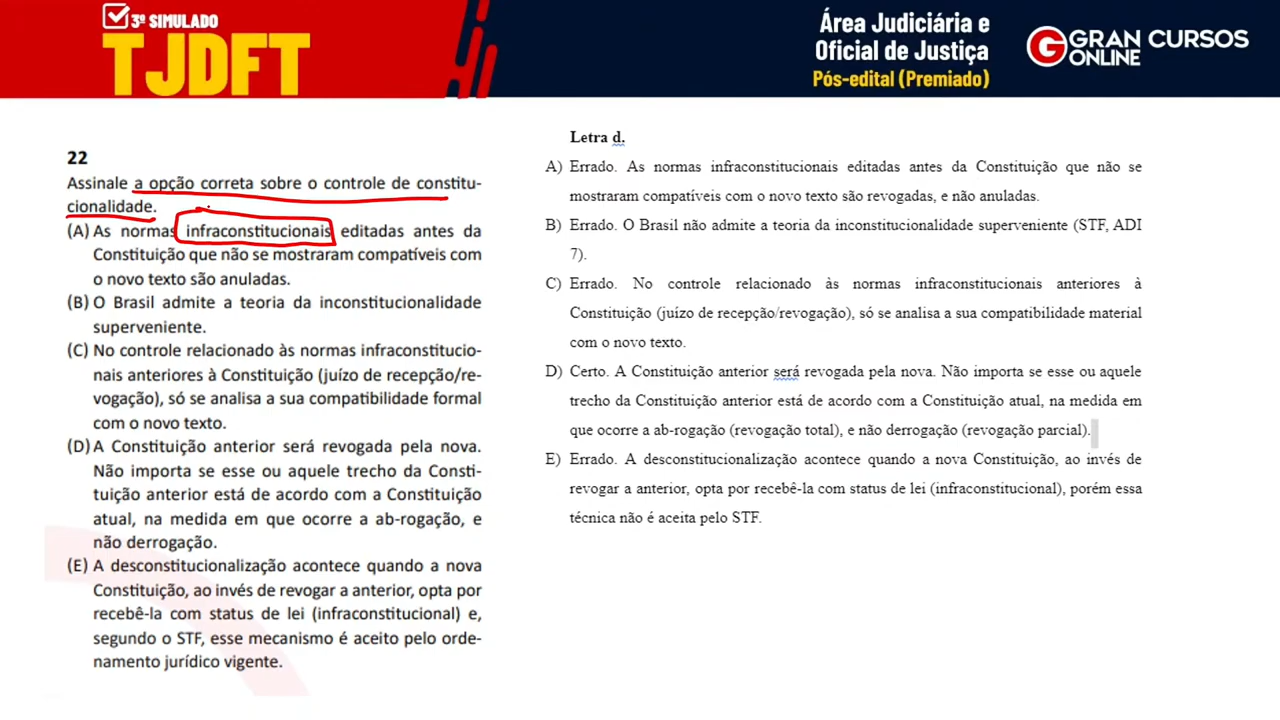 3º SIMULADO
TJDFT
Área Judiciária e
Oficial de Justiça
Pós-edital (Premiado)
G GRAN CURSOS
ONLINE
22
Assinale a opção correta sobre o controle de constitu-
cionalidade.
(A) As normas infraconstitucionais editadas antes da
Constituição que não se mostraram compatíveis com
o novo texto são anuladas.
(B) O Brasil admite a teoria da inconstitucionalidade
superveniente.
(C) No controle relacionado às normas infraconstitucio-
nais anteriores à Constituição (juízo de recepção/re-
vogação), só se analisa a sua compatibilidade formal
com o novo texto.
(D) A Constituição anterior será revogada pela nova.
Não importa se esse ou aquele trecho da Consti-
tuição anterior está de acordo com a Constituição
atual, na medida em que ocorre a ab-rogação, e
não derrogação.
(E) A desconstitucionalização acontece quando a nova
Constituição, ao invés de revogar a anterior, opta por
recebê-la com status de lei (infraconstitucional) e,
segundo o STF, esse mecanismo é aceito pelo orde-
namento jurídico vigente.
Letra d.
A) Errado. As normas infraconstitucionais editadas antes da Constituição que não se
mostraram compatíveis com o novo texto são revogadas, e não anuladas.
B) Errado. O Brasil não admite a teoria da inconstitucionalidade superveniente (STF, ADI
7).
C) Errado. No controle relacionado às normas infraconstitucionais anteriores à
Constituição (juízo de recepção/revogação), só se analisa a sua compatibilidade material
com o novo texto.
D) Certo. A Constituição anterior será revogada pela nova. Não importa se esse ou aquele
trecho da Constituição anterior está de acordo com a Constituição atual, na medida em
que ocorre a ab-rogação (revogação total), e não derrogação (revogação parcial).
E) Errado. A desconstitucionalização acontece quando a nova Constituição, ao invés de
revogar a anterior, opta por recebê-la com status de lei (infraconstitucional), porém essa
técnica não é aceita pelo STF.